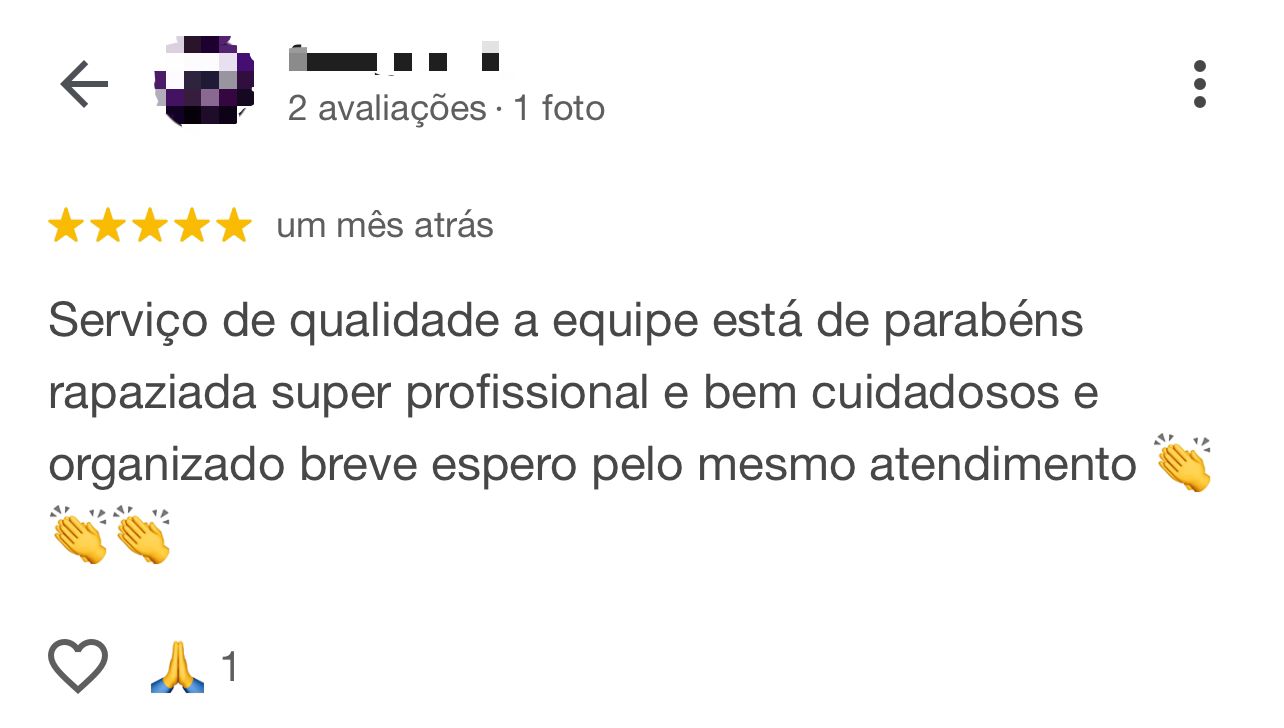 2 avaliações · 1 foto
um mês atrás
Serviço de qualidade a equipe está de parabéns
rapaziada super profissional e bem cuidadosos e
organizado breve espero pelo mesmo atendimento 👏
👏👏
🙏 1